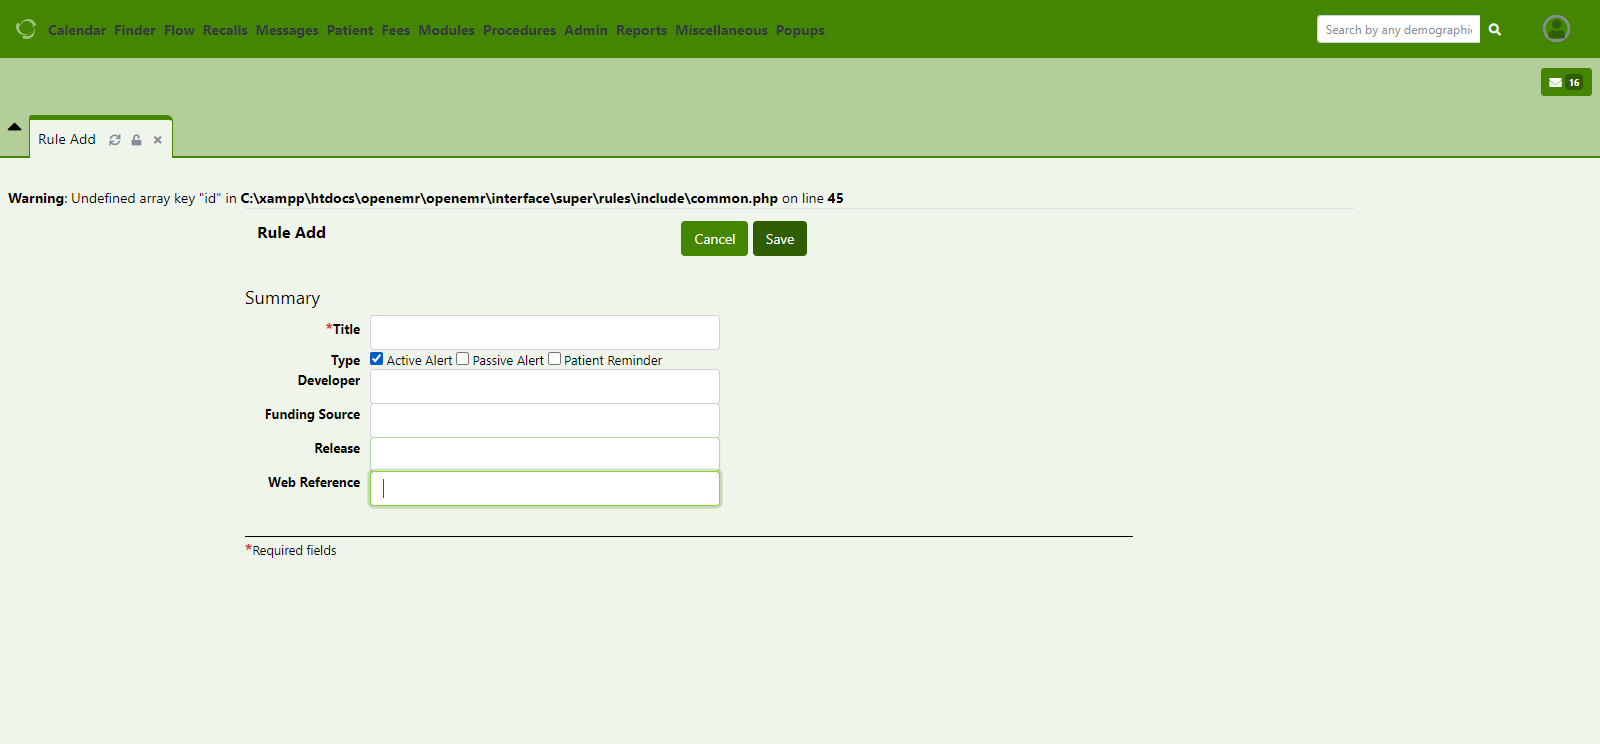 Calendar Finder Flow Recalls Messages Patient Fees Modules Procedures Admin Reports Miscellaneous Popups
Search by any demographi
16
Rule Add
Warning: Undefined array key "id" in C:\xampp\htdocs\openemr\openemr\interface\super\rules\include\common.php on line 45
Rule Add
Cancel
Save
Summary
*Title
Type Active Alert Passive Alert Patient Reminder
Developer
Funding Source
Release
Web Reference
*Required fields